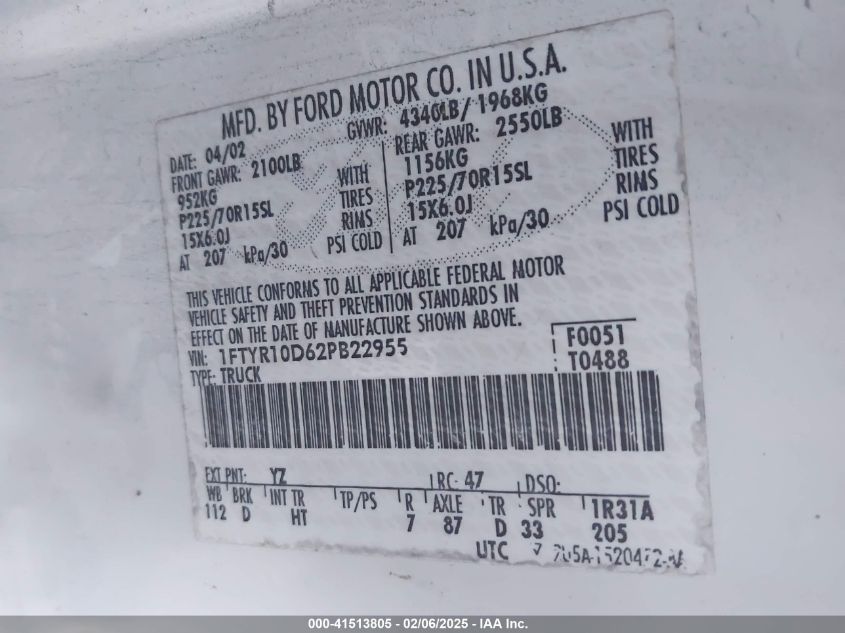 MFD. BY FORD MOTOR CO. IN U.S.A.
DATE: 04/02 GVWR: 4340LB/ 1968KG
FRONT GAWR: 2100LB REAR GAWR: 2550LB
952KG WITH 1156KG WITH
P225/70R15SL TIRES P225/70R15SL TIRES
15X6.0J RIMS 15X6.0J RIMS
AT 207 kPa/30 PSI COLD AT 207 kPa/30 PSI COLD
THIS VEHICLE CONFORMS TO ALL APPLICABLE FEDERAL MOTOR
VEHICLE SAFETY AND THEFT PREVENTION STANDARDS IN
EFFECT ON THE DATE OF MANUFACTURE SHOWN ABOVE.
VIN: 1FTYR10D62PB22955 F0051
TYPE: TRUCK T0488
EXT PNT: YZ RC: 47 DSO:
WB BRK INT TR TP/PS R AXLE TR SPR 1R31A
112 D HT 7 87 D 33 205
UTC
000-41513805 - 02/06/2025 - IAA Inc.